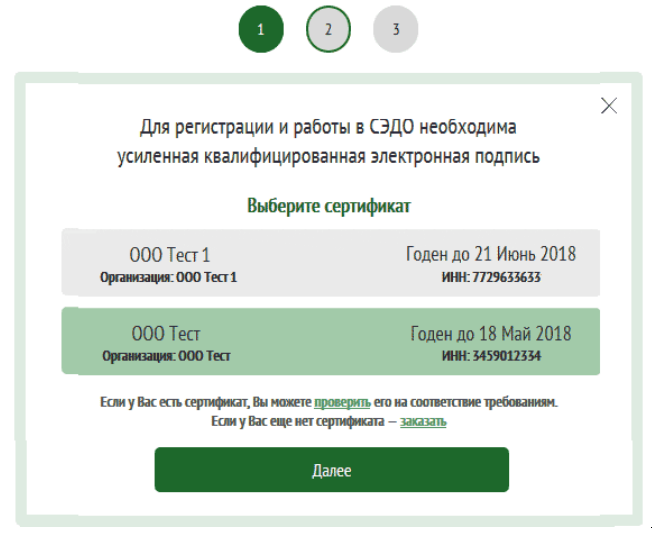 1 2 3
Для регистрации и работы в СЭДО необходима
усиленная квалифицированная электронная подпись
Выберите сертификат
ООО Тест 1 Годен до 21 Июнь 2018
Организация: ООО Тест 1 ИНН: 7729633633
ООО Тест Годен до 18 Май 2018
Организация: ООО Тест ИНН: 3459012334
Если у Вас есть сертификат, Вы можете проверить его на соответствие требованиям.
Если у Вас еще нет сертификата – заказать
Далее